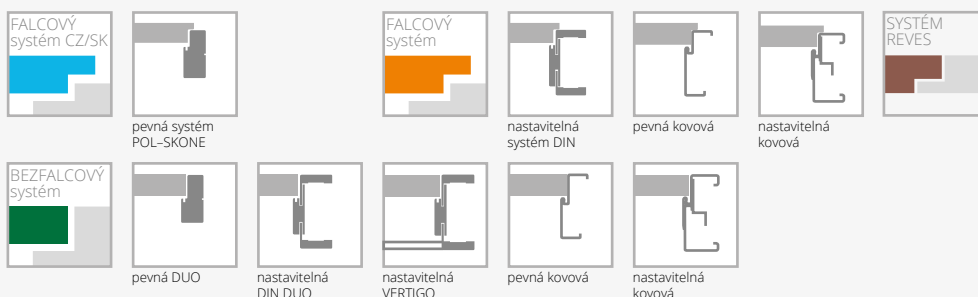 FALCOVÝ
systém CZ/SK
pevná systém
POL–SKONE
FALCOVÝ
systém
nastavitelná
systém DIN
pevná kovová
nastavitelná
kovová
SYSTÉM
REVES
BEZFALCOVÝ
systém
pevná DUO
nastavitelná
DIN DUO
nastavitelná
VERTIGO
pevná kovová
nastavitelná
kovová